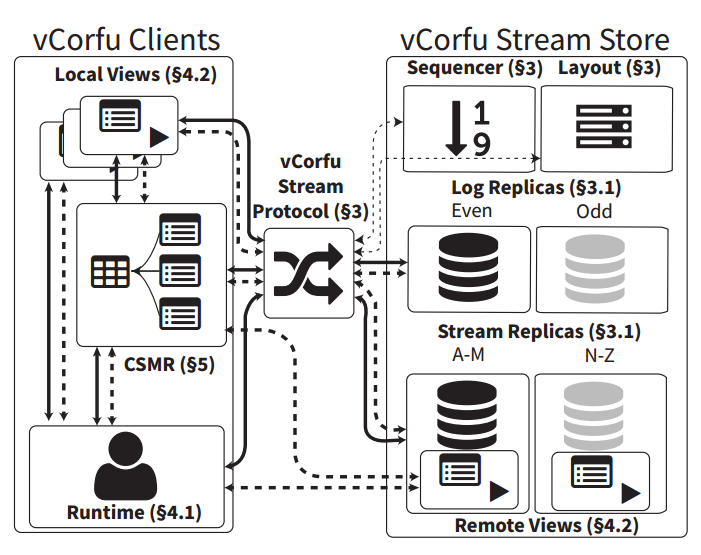 vCorfu Clients
vCorfu Stream Store
Local Views (§4.2)
Sequencer (§3)
Layout (§3)
1
9
vCorfu
Stream
Protocol (§3)
Log Replicas (§3.1)
Even
Odd
Stream Replicas (§3.1)
A-M
N-Z
CSMR (§5)
Runtime (§4.1)
Remote Views (§4.2)